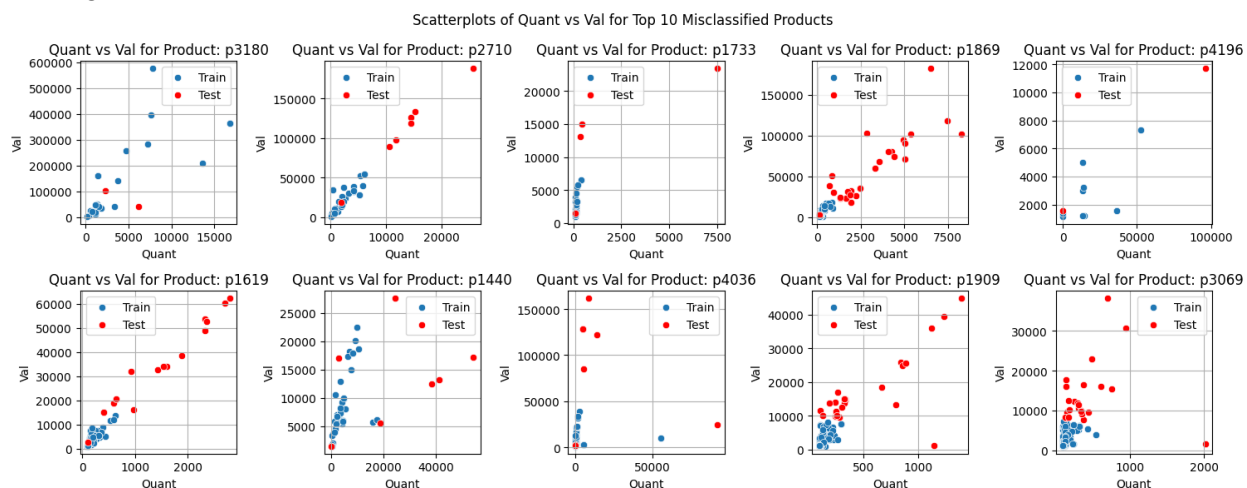 Scatterplots of Quant vs Val for Top 10 Misclassified Products
Quant vs Val for Product: p3180
600000
500000
400000
300000
200000
100000
0
Val
0
5000
10000
15000
Quant
Train
Test
Quant vs Val for Product: p2710
150000
100000
50000
0
Val
0
10000
20000
Quant
Train
Test
Quant vs Val for Product: p1733
20000
15000
10000
5000
0
Val
0
2500
5000
7500
Quant
Train
Test
Quant vs Val for Product: p1869
150000
100000
50000
0
Val
0
2500
5000
7500
Quant
Train
Test
Quant vs Val for Product: p4196
12000
10000
8000
6000
4000
2000
Val
0
50000
100000
Quant
Train
Test
Quant vs Val for Product: p1619
60000
50000
40000
30000
20000
10000
0
Val
0
1000
2000
Quant
Train
Test
Quant vs Val for Product: p1440
25000
20000
15000
10000
5000
Val
0
20000
40000
Quant
Train
Test
Quant vs Val for Product: p4036
150000
100000
50000
0
Val
0
50000
Quant
Train
Test
Quant vs Val for Product: p1909
40000
30000
20000
10000
0
Val
500
1000
Quant
Train
Test
Quant vs Val for Product: p3069
30000
20000
10000
0
Val
1000
2000
Quant
Train
Test